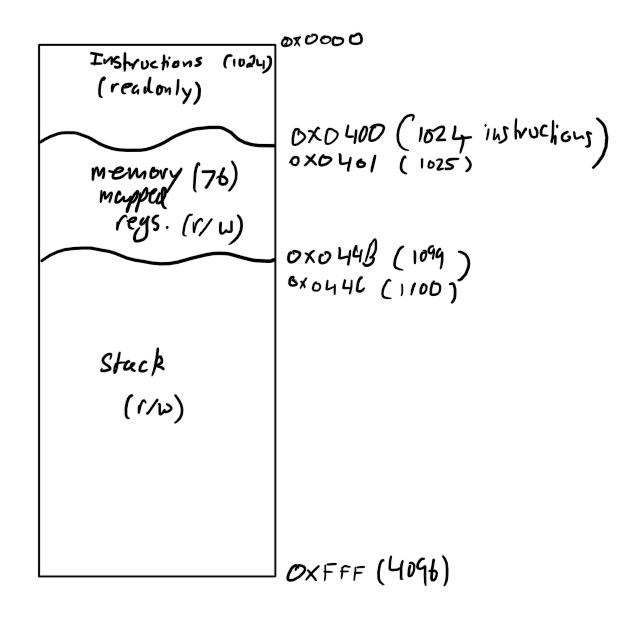 0x0000
Instructions (1024)
(readonly)
0x0400 (1024 instructions)
0x0401 (1025)
memory (76)
mapped
regs. (r/w)
0x044B (1099)
0x044C (1100)
Stack
(r/w)
0xFFF (4096)